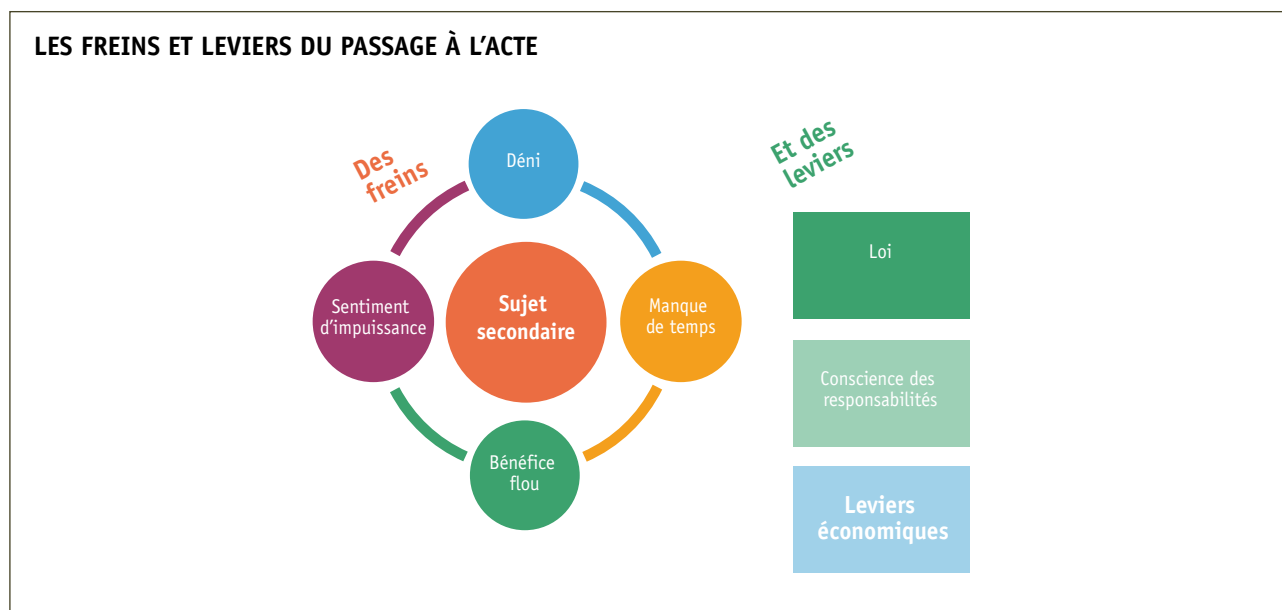 LES FREINS ET LEVIERS DU PASSAGE À L'ACTE
Des
freins
Déni
Sentiment
d'impuissance
Sujet
secondaire
Manque
de temps
Bénéfice
flou
Et des
leviers
Loi
Conscience des
responsabilités
Leviers
économiques